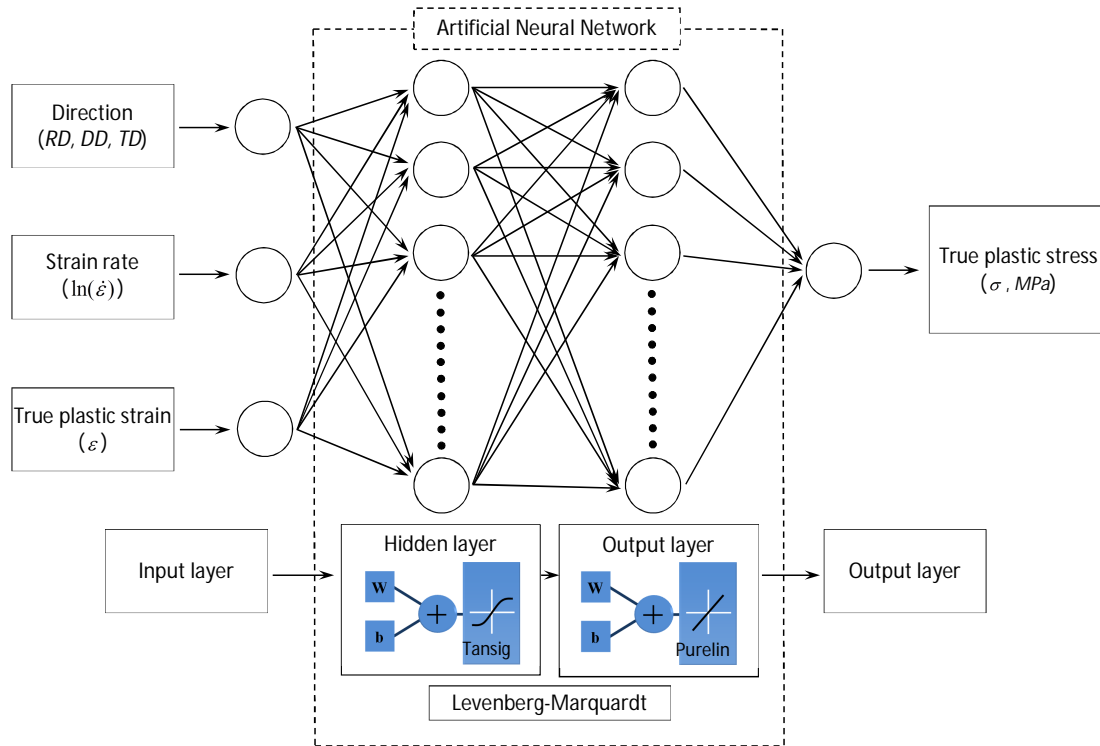 Artificial Neural Network
Direction
(RD, DD, TD)
Strain rate
(ln(ε̇))
True plastic strain
(ε)
True plastic stress
(σ, MPa)
Input layer
Hidden layer
W
b
+
Tansig
Output layer
W
b
+
Purelin
Output layer
Levenberg-Marquardt